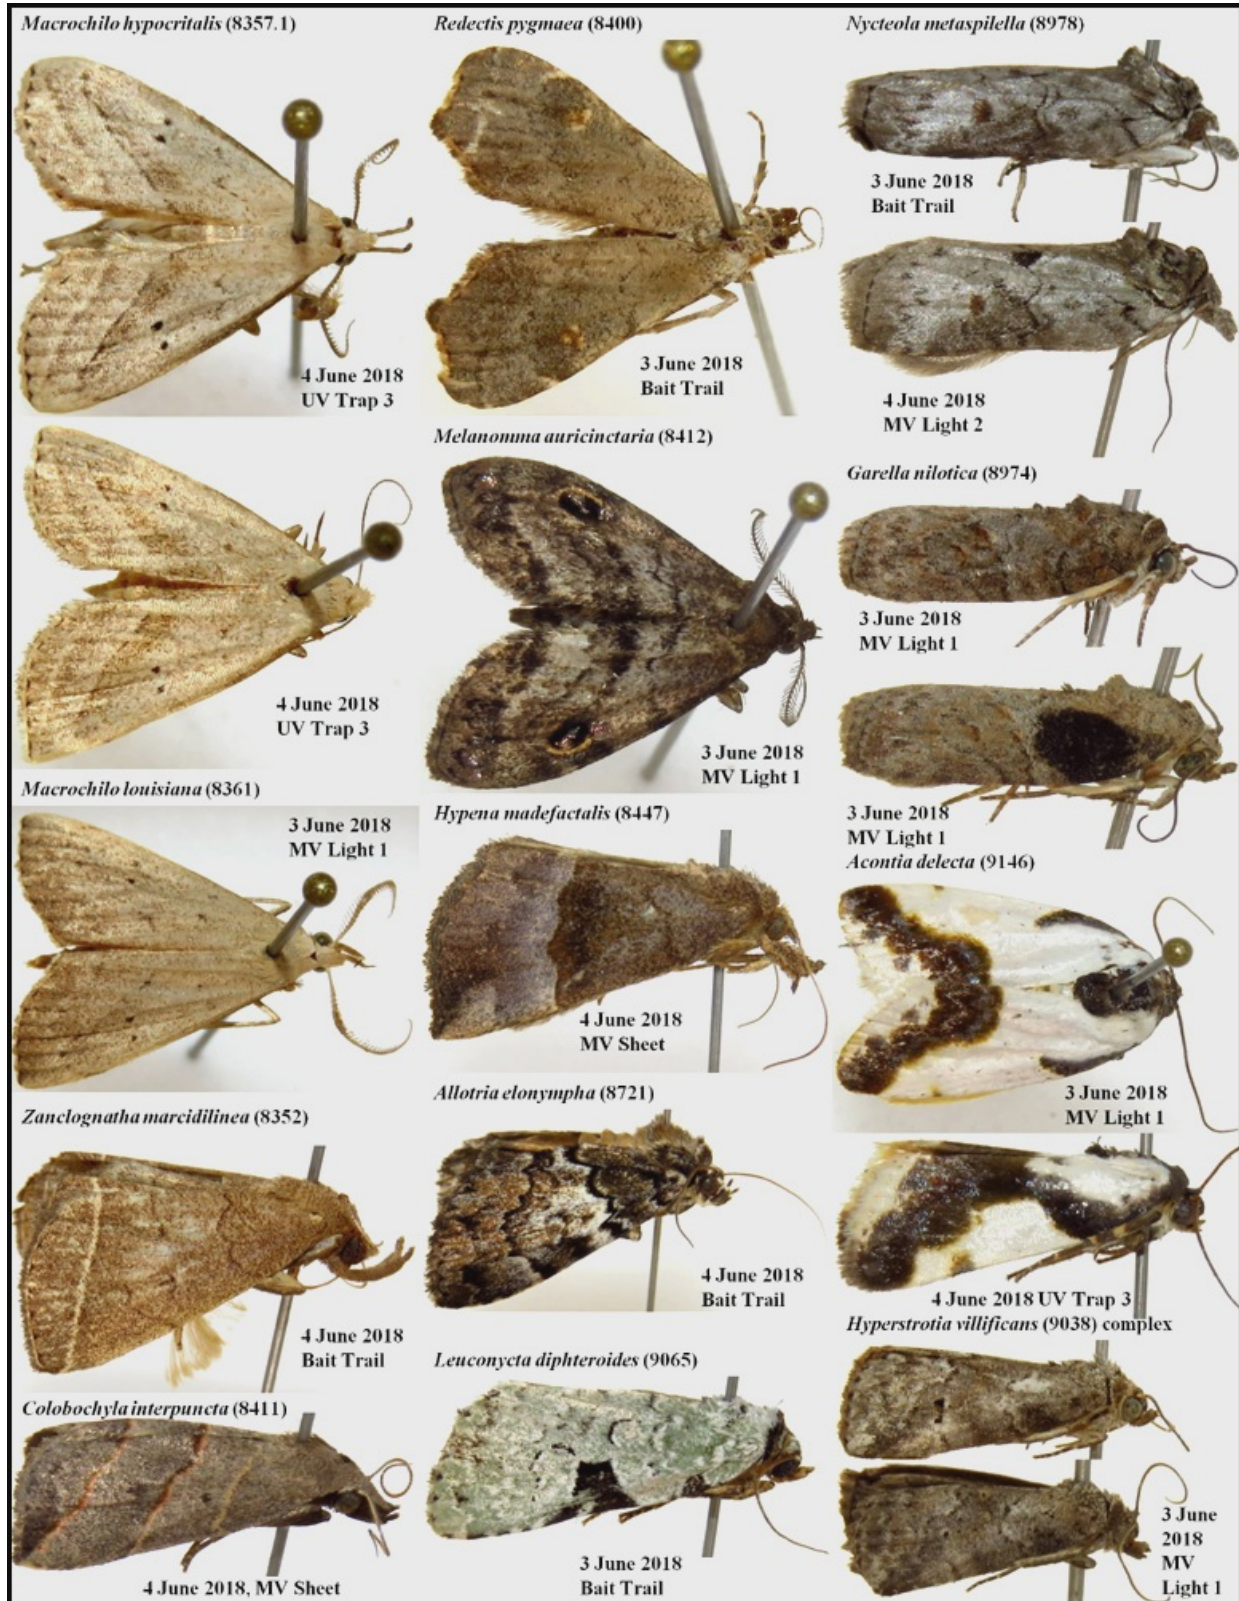 Macrochilo hypocritalis (8357.1)
4 June 2018
UV Trap 3
4 June 2018
UV Trap 3
Macrochilo louisiana (8361)
3 June 2018
MV Light 1
Zanclognatha marcidilinea (8352)
4 June 2018
Bait Trail
Colobochyla interpuncta (8411)
4 June 2018, MV Sheet
Redectis pygmaea (8400)
3 June 2018
Bait Trail
Melanomma auricinctaria (8412)
3 June 2018
MV Light 1
Hypena madefactalis (8447)
4 June 2018
MV Sheet
Allotria elonympha (8721)
4 June 2018
Bait Trail
Leuconycta diphteroides (9065)
3 June 2018
Bait Trail
Nycteola metaspilella (8978)
3 June 2018
Bait Trail
4 June 2018
MV Light 2
Garella nilotica (8974)
3 June 2018
MV Light 1
3 June 2018
MV Light 1
Acontia delecta (9146)
3 June 2018
MV Light 1
4 June 2018 UV Trap 3
Hyperstrotia villificans (9038) complex
3 June
2018
MV
Light 1